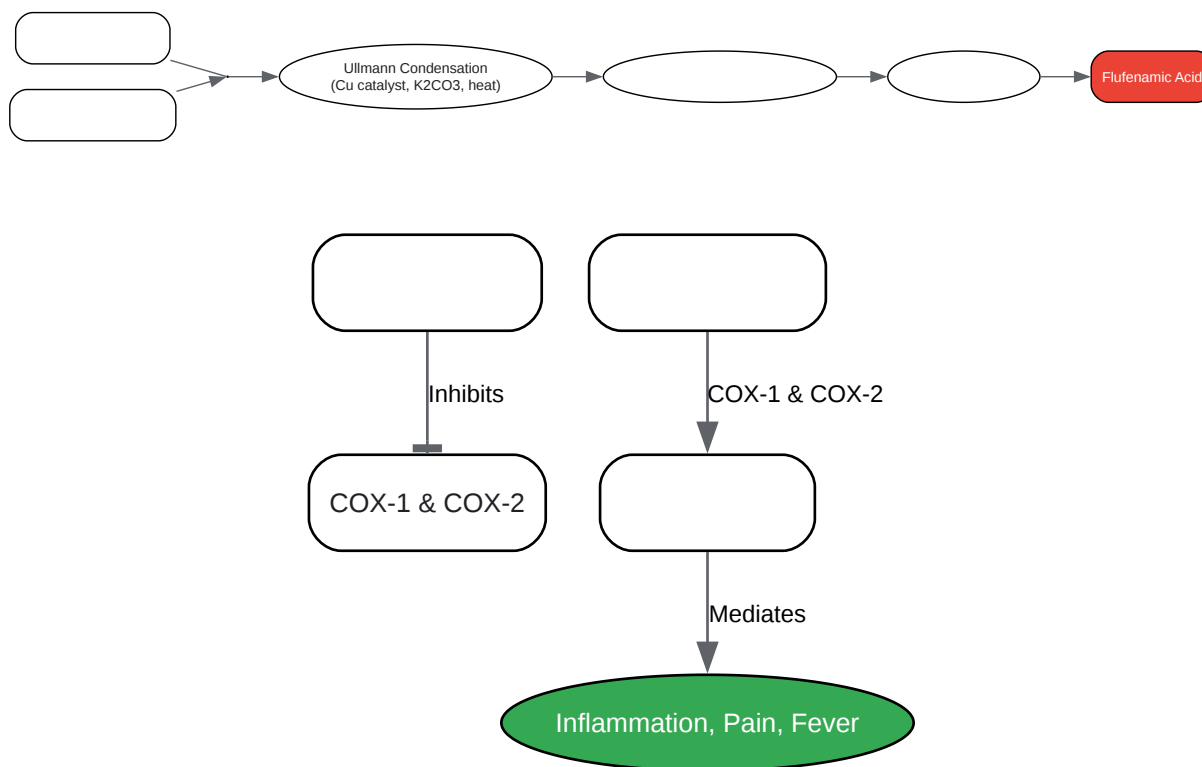 Ullmann Condensation
(Cu catalyst, K2CO3, heat)
Flufenamic Acid
Inhibits
COX-1 & COX-2
COX-1 & COX-2
Mediates
Inflammation, Pain, Fever